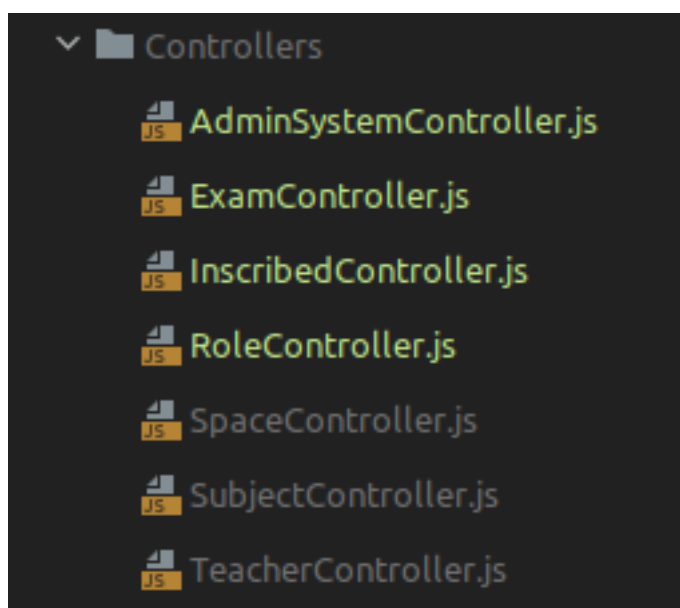 Controllers
JS AdminSystemController.js
JS ExamController.js
JS InscribedController.js
JS RoleController.js
JS SpaceController.js
JS SubjectController.js
JS TeacherController.js